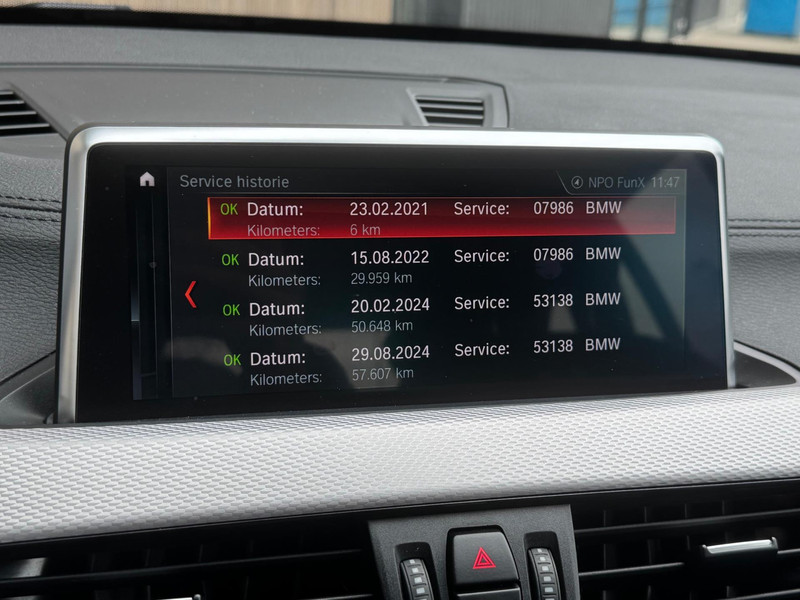 Service historie NPO FunX 11:47
OK Datum: 23.02.2021 Service: 07986 BMW
Kilometers: 6 km
OK Datum: 15.08.2022 Service: 07986 BMW
Kilometers: 29.959 km
OK Datum: 20.02.2024 Service: 53138 BMW
Kilometers: 50.648 km
OK Datum: 29.08.2024 Service: 53138 BMW
Kilometers: 57.607 km